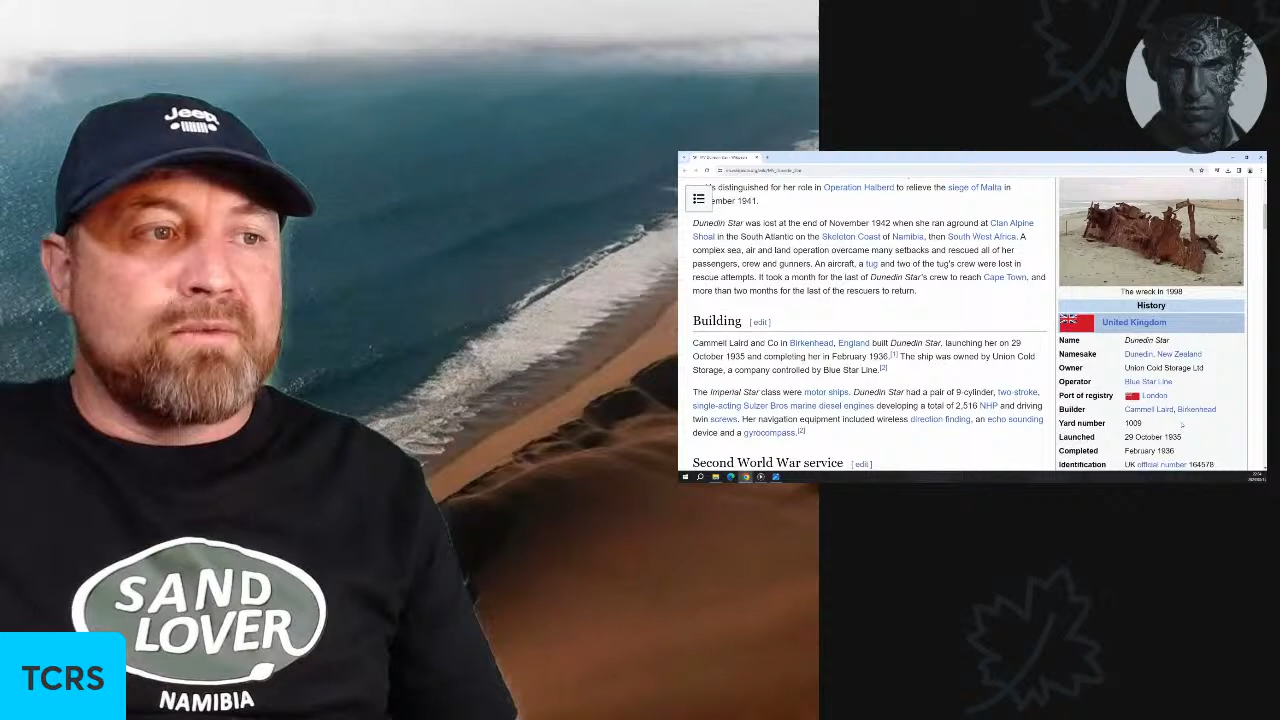 Jeep
SAND
LOVER
NAMIBIA
TCRS
MV Dunedin Star - Wikipedia
distinguished for her role in Operation Halberd to relieve the siege of Malta in
ember 1941.
Dunedin Star was lost at the end of November 1942 when she ran aground at Clan Alpine
Shoal in the South Atlantic on the Skeleton Coast of Namibia, then South West Africa. A
complex sea, air and land operation overcame many setbacks and rescued all of her
passengers, crew and gunners. An aircraft, a tug and two of the tug's crew were lost in
rescue attempts. It took a month for the last of Dunedin Star's crew to reach Cape Town, and
more than two months for the last of the rescuers to return.
Building [ edit ]
Cammell Laird and Co in Birkenhead, England built Dunedin Star, launching her on 29
October 1935 and completing her in February 1936.[1] The ship was owned by Union Cold
Storage, a company controlled by Blue Star Line.[2]
The Imperial Star class were motor ships. Dunedin Star had a pair of 9-cylinder, two-stroke,
single-acting Sulzer Bros marine diesel engines developing a total of 2,516 NHP and driving
twin screws. Her navigation equipment included wireless direction finding, an echo sounding
device and a gyrocompass.[2]
Second World War service [ edit ]
The wreck in 1998
History
United Kingdom
Name Dunedin Star
Namesake Dunedin, New Zealand
Owner Union Cold Storage Ltd
Operator Blue Star Line
Port of registry London
Builder Cammell Laird, Birkenhead
Yard number 1009
Launched 29 October 1935
Completed February 1936
Identification UK official number 164578